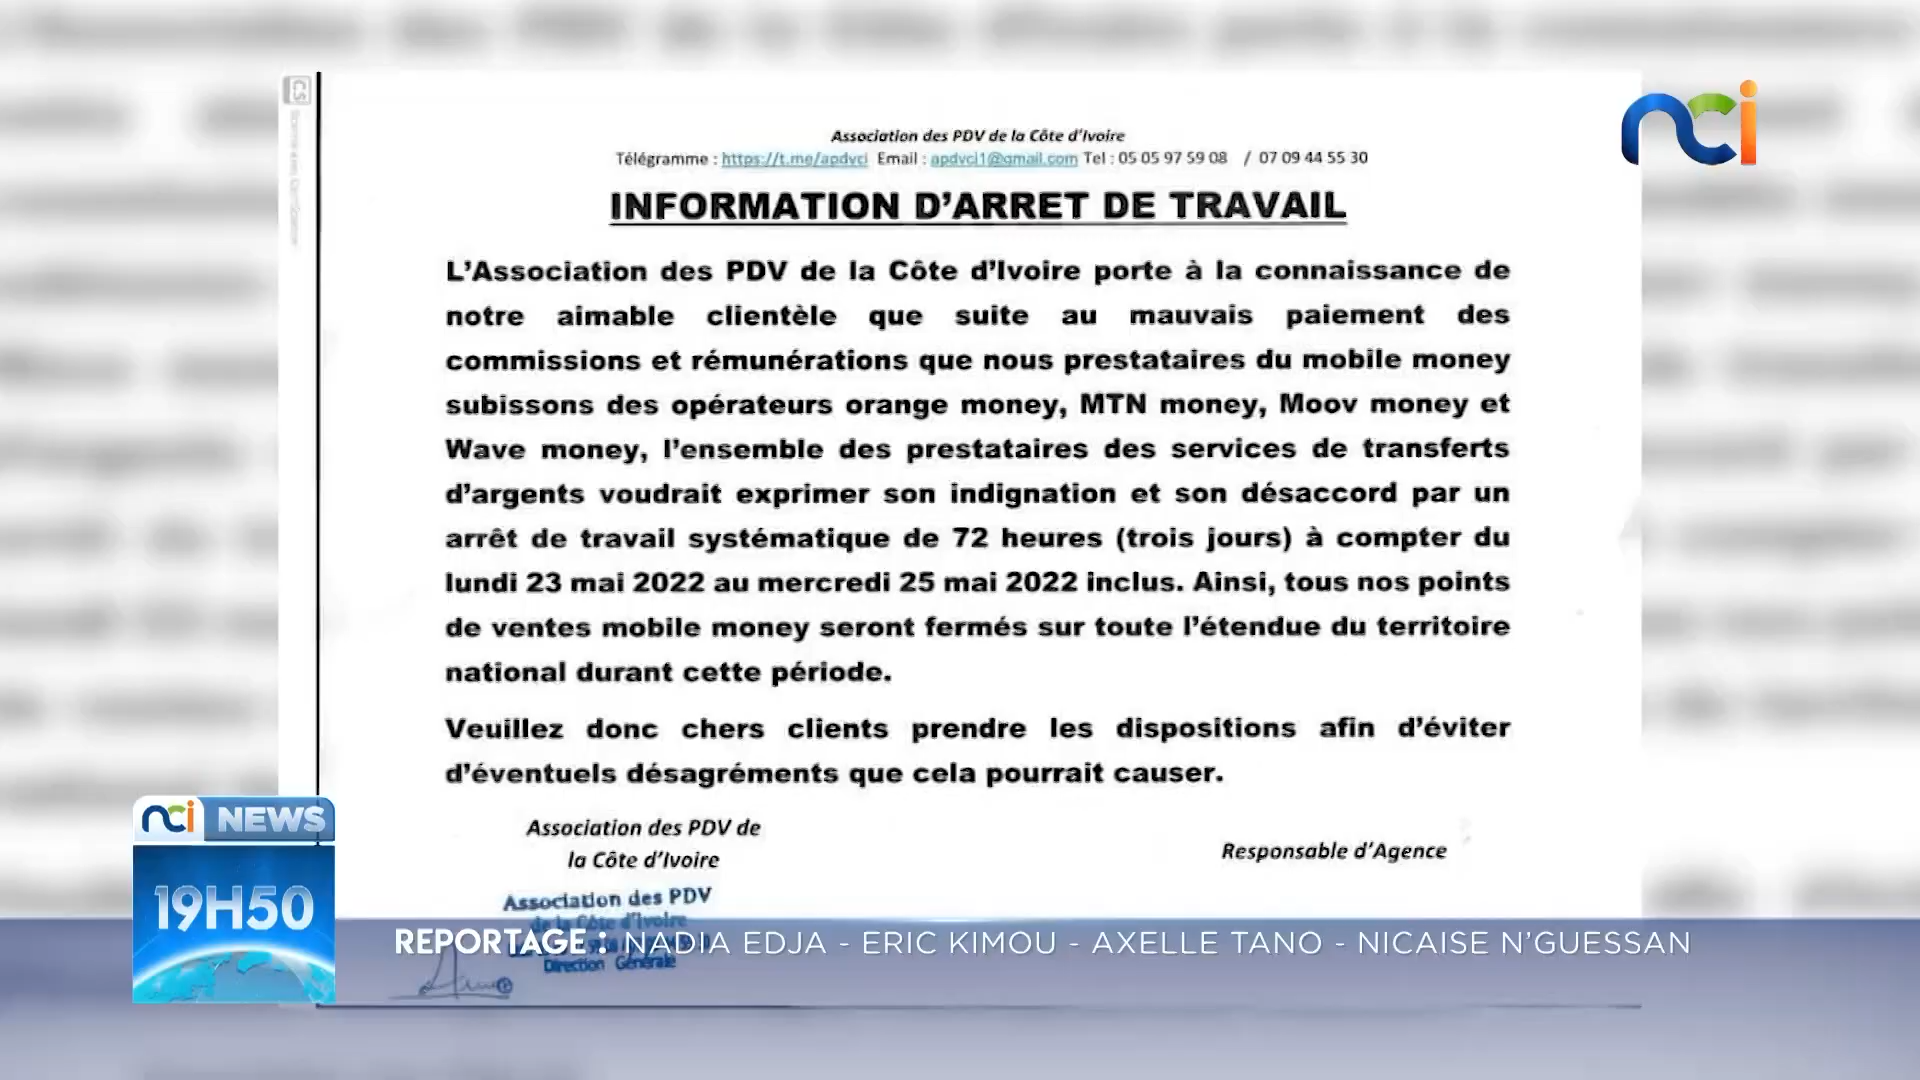 nci
Association des PDV de la Côte d'Ivoire
Télégramme : https://t.me/apdvci Email : apdvci1@gmail.com Tel : 05 05 97 59 08 / 07 09 44 55 30
INFORMATION D'ARRET DE TRAVAIL
L'Association des PDV de la Côte d'Ivoire porte à la connaissance de
notre aimable clientèle que suite au mauvais paiement des
commissions et rémunérations que nous prestataires du mobile money
subissons des opérateurs orange money, MTN money, Moov money et
Wave money, l'ensemble des prestataires des services de transferts
d'argents voudrait exprimer son indignation et son désaccord par un
arrêt de travail systématique de 72 heures (trois jours) à compter du
lundi 23 mai 2022 au mercredi 25 mai 2022 inclus. Ainsi, tous nos points
de ventes mobile money seront fermés sur toute l'étendue du territoire
national durant cette période.
Veuillez donc chers clients prendre les dispositions afin d'éviter
d'éventuels désagréments que cela pourrait causer.
Association des PDV de
la Côte d'Ivoire
Responsable d'Agence
Association des PDV
de la Côte d'Ivoire
Direction Générale
nci NEWS
19H50
REPORTAGE : NADIA EDJA - ERIC KIMOU - AXELLE TANO - NICAISE N'GUESSAN